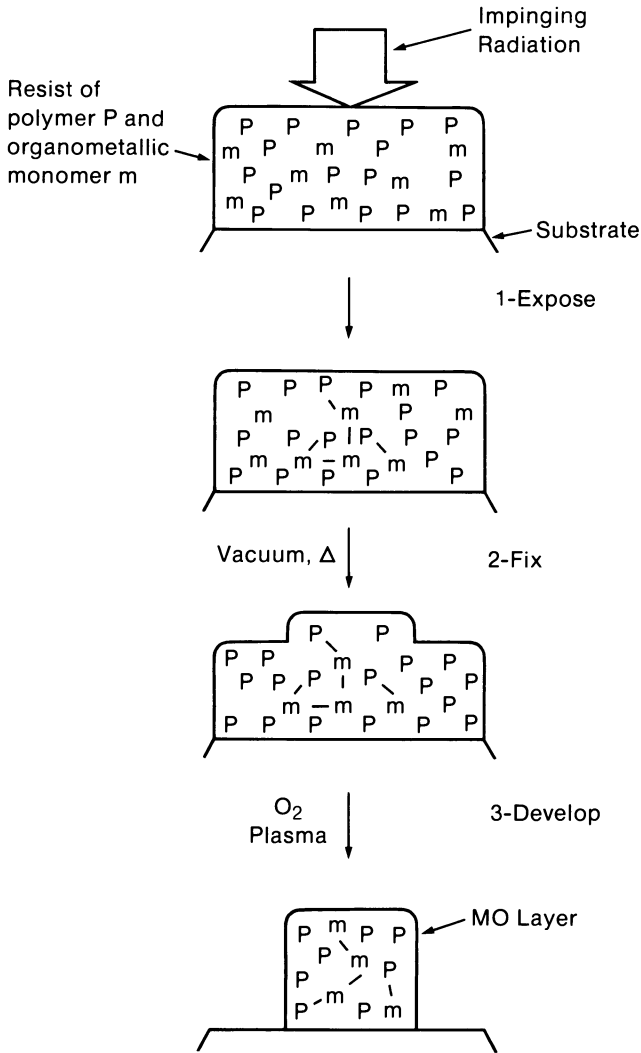 Impinging
Radiation
Resist of
polymer P and
organometallic
monomer m
P P P P P
m P m P m
P m P P m P
P
m m
P P P P m P
Substrate
1-Expose
P P P P m P
m m P m
P P P P P P
m m – m m P
P P P P P
Vacuum, Δ
2-Fix
P P
P P m P P
P P P P P P
m – m m P
P P P P P P
O₂
Plasma
3-Develop
MO Layer
P m P P
P m P
P
m
P P m